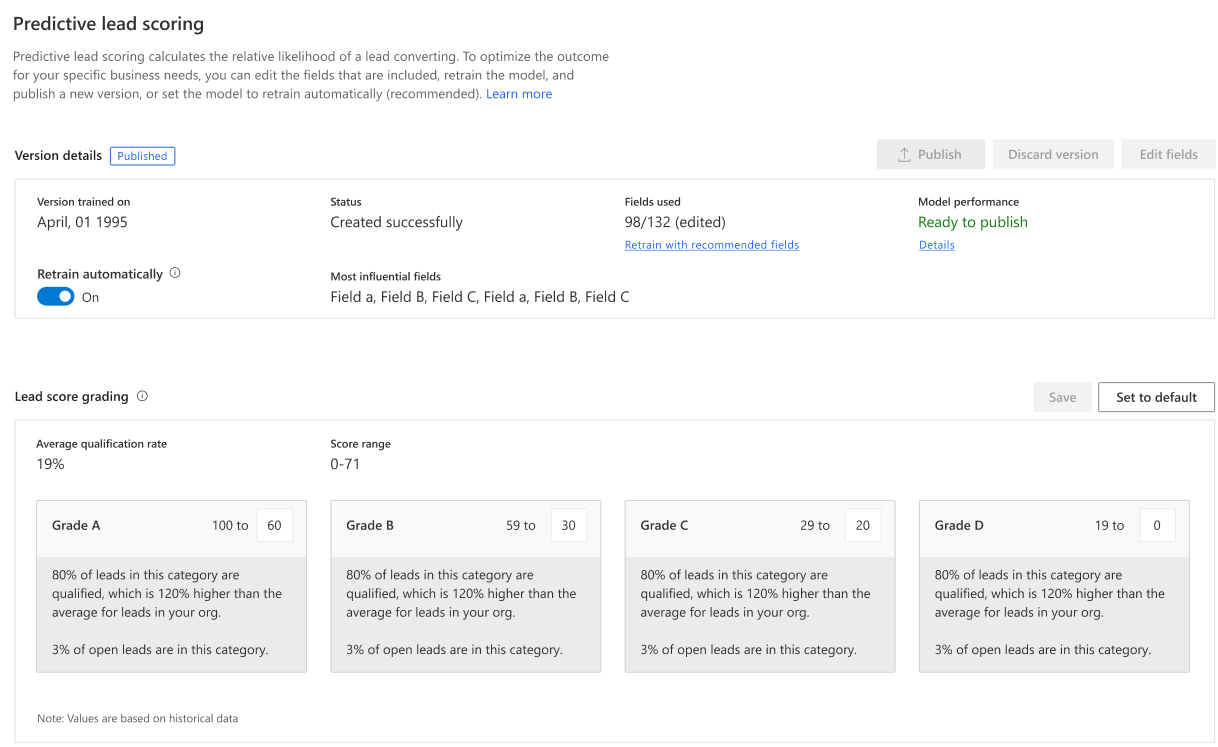 Predictive lead scoring
Predictive lead scoring calculates the relative likelihood of a lead converting. To optimize the outcome
for your specific business needs, you can edit the fields that are included, retrain the model, and
publish a new version, or set the model to retrain automatically (recommended). Learn more
Version details Published Publish Discard version Edit fields
Version trained on Status Fields used Model performance
April, 01 1995 Created successfully 98/132 (edited) Ready to publish
Retrain with recommended fields Details
Retrain automatically Most influential fields
On Field a, Field B, Field C, Field a, Field B, Field C
Lead score grading Save Set to default
Average qualification rate Score range
19% 0-71
Grade A 100 to 60
80% of leads in this category are
qualified, which is 120% higher than the
average for leads in your org.
3% of open leads are in this category.
Grade B 59 to 30
80% of leads in this category are
qualified, which is 120% higher than the
average for leads in your org.
3% of open leads are in this category.
Grade C 29 to 20
80% of leads in this category are
qualified, which is 120% higher than the
average for leads in your org.
3% of open leads are in this category.
Grade D 19 to 0
80% of leads in this category are
qualified, which is 120% higher than the
average for leads in your org.
3% of open leads are in this category.
Note: Values are based on historical data